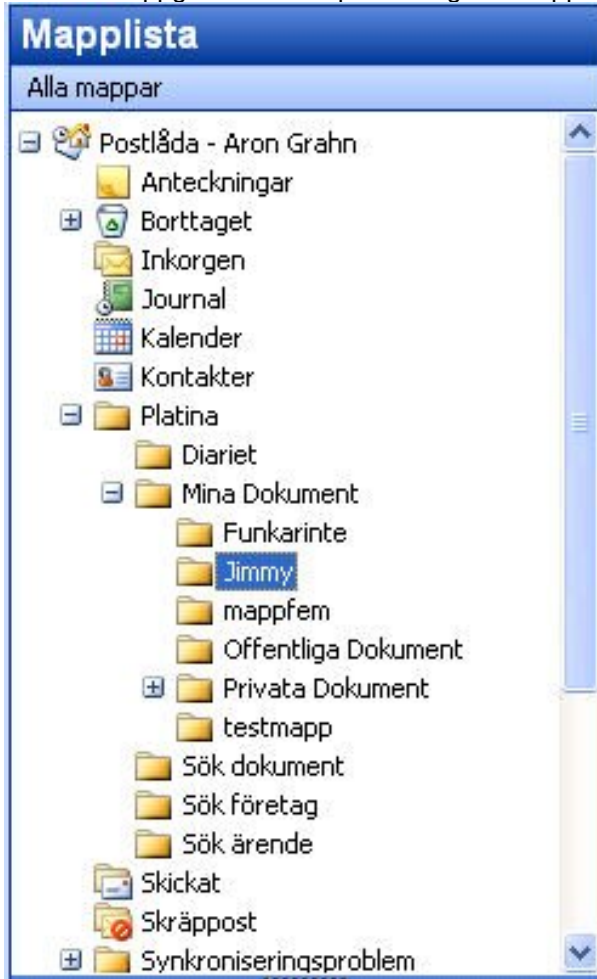 Mapplista
Alla mappar
Postlåda - Aron Grahn
Anteckningar
Borttaget
Inkorgen
Journal
Kalender
Kontakter
Platina
Diariet
Mina Dokument
Funkarinte
Jimmy
mappfem
Offentliga Dokument
Privata Dokument
testmapp
Sök dokument
Sök företag
Sök ärende
Skickat
Skräppost
Synkroniseringsproblem